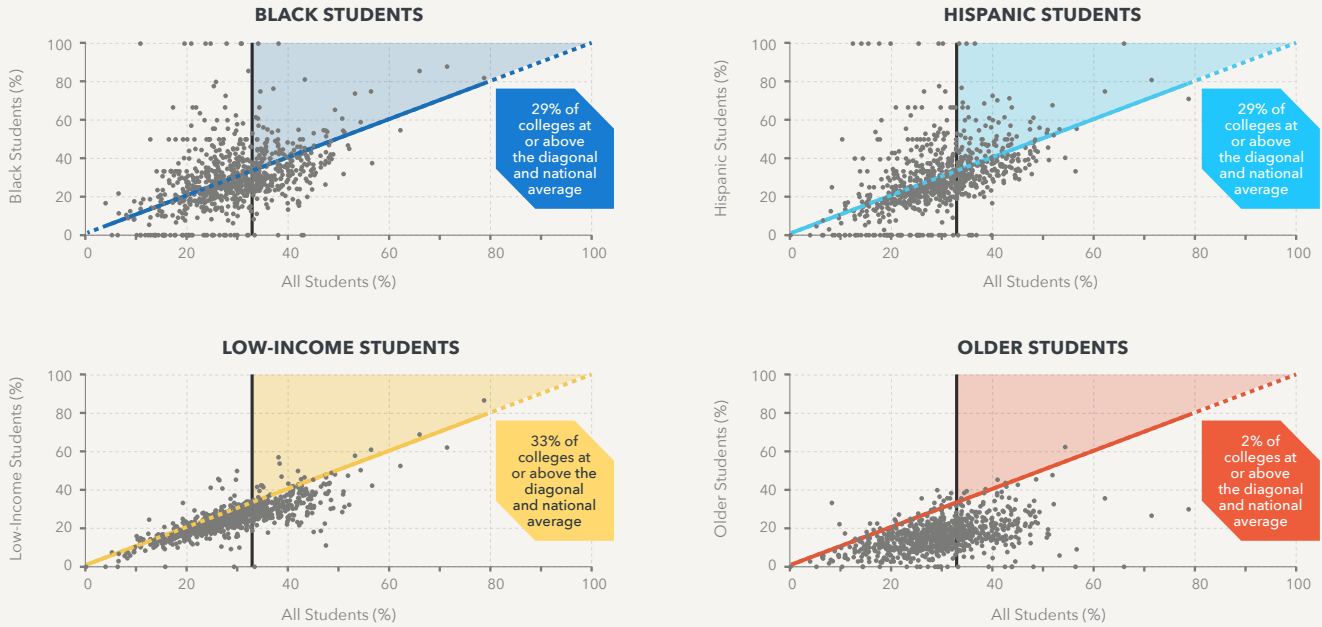 BLACK STUDENTS
Black Students (%)
100
80
60
40
20
0
0
20
40
60
80
100
All Students (%)
29% of
colleges at
or above
the diagonal
and national
average
HISPANIC STUDENTS
Hispanic Students (%)
100
80
60
40
20
0
0
20
40
60
80
100
All Students (%)
29% of
colleges at
or above
the diagonal
and national
average
LOW-INCOME STUDENTS
Low-Income Students (%)
100
80
60
40
20
0
0
20
40
60
80
100
All Students (%)
33% of
colleges at
or above the
diagonal
and national
average
OLDER STUDENTS
Older Students (%)
100
80
60
40
20
0
0
20
40
60
80
100
All Students (%)
2% of
colleges at
or above
the diagonal
and national
average